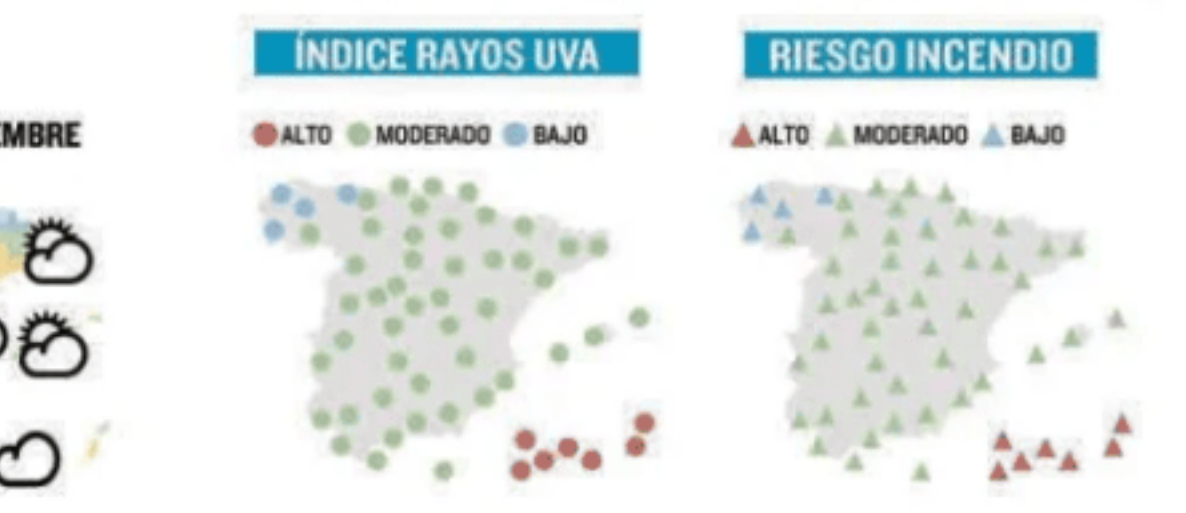 ÍNDICE RAYOS UVA
RIESGO INCENDIO
EMBRE
ALTO MODERADO BAJO
ALTO MODERADO BAJO